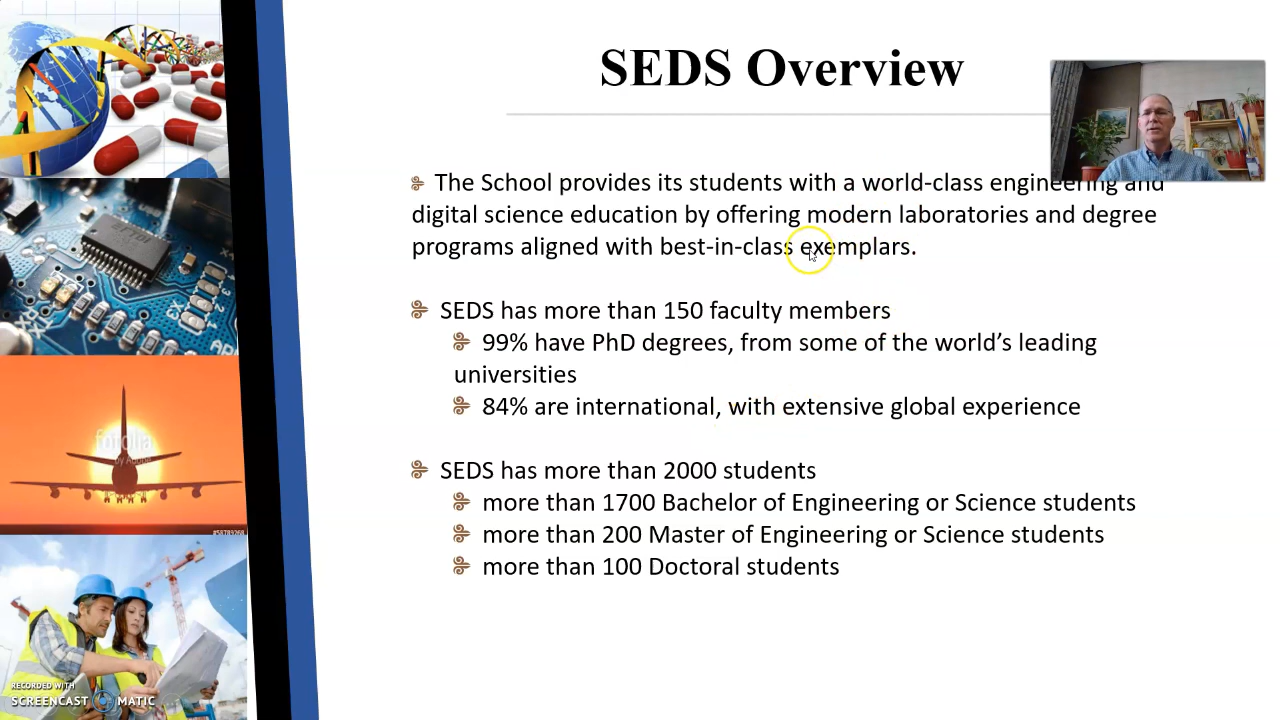 SEDS Overview
The School provides its students with a world-class engineering and
digital science education by offering modern laboratories and degree
programs aligned with best-in-class exemplars.
SEDS has more than 150 faculty members
99% have PhD degrees, from some of the world’s leading
universities
84% are international, with extensive global experience
SEDS has more than 2000 students
more than 1700 Bachelor of Engineering or Science students
more than 200 Master of Engineering or Science students
more than 100 Doctoral students
fotolia
by Adobe
RECORDED WITH
SCREENCAST MATIC